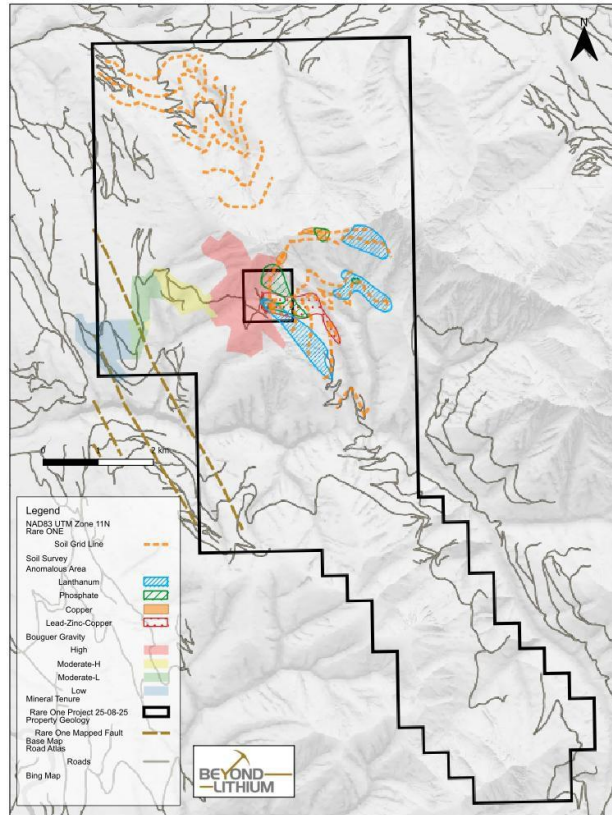 N
0
2 km
Legend
NAD83 UTM Zone 11N
Rare ONE
Soil Grid Line
Soil Survey
Anomalous Area
Lanthanum
Phosphate
Copper
Lead-Zinc-Copper
Bouguer Gravity
High
Moderate-H
Moderate-L
Low
Mineral Tenure
Rare One Project 25-08-25
Property Geology
Rare One Mapped Fault
Base Map
Road Atlas
Roads
Bing Map
BEYOND
LITHIUM